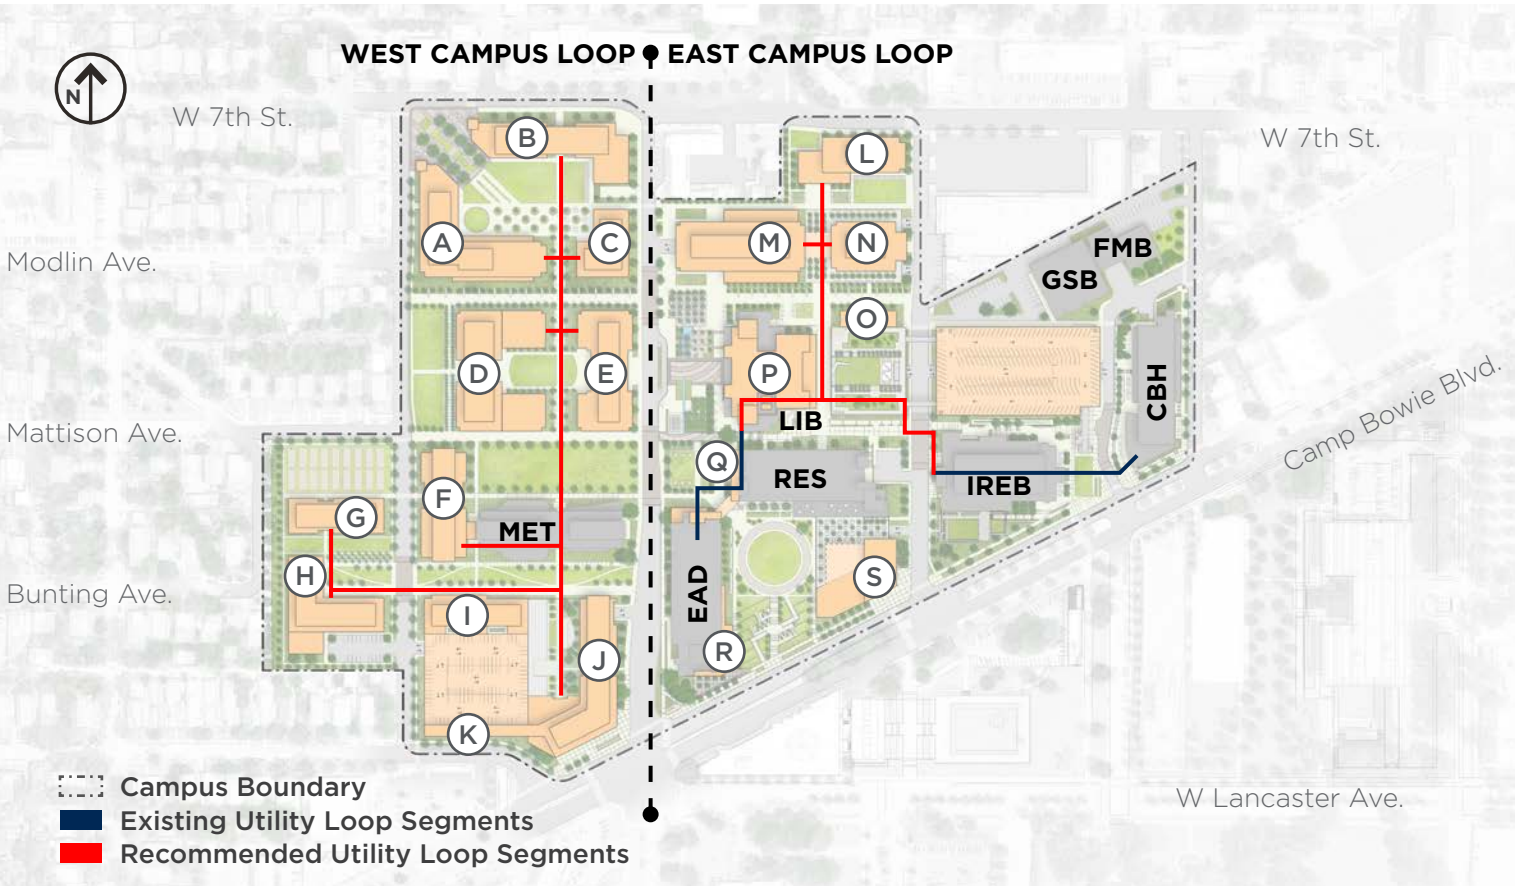 WEST CAMPUS LOOP EAST CAMPUS LOOP
N
W 7th St.
W 7th St.
B
L
A
C
M
N
FMB
GSB
Modlin Ave.
O
D
E
P
CBH
Camp Bowie Blvd.
LIB
Mattison Ave.
Q
RES
IREB
F
G
MET
H
S
EAD
Bunting Ave.
I
J
R
K
Campus Boundary
W Lancaster Ave.
Existing Utility Loop Segments
Recommended Utility Loop Segments